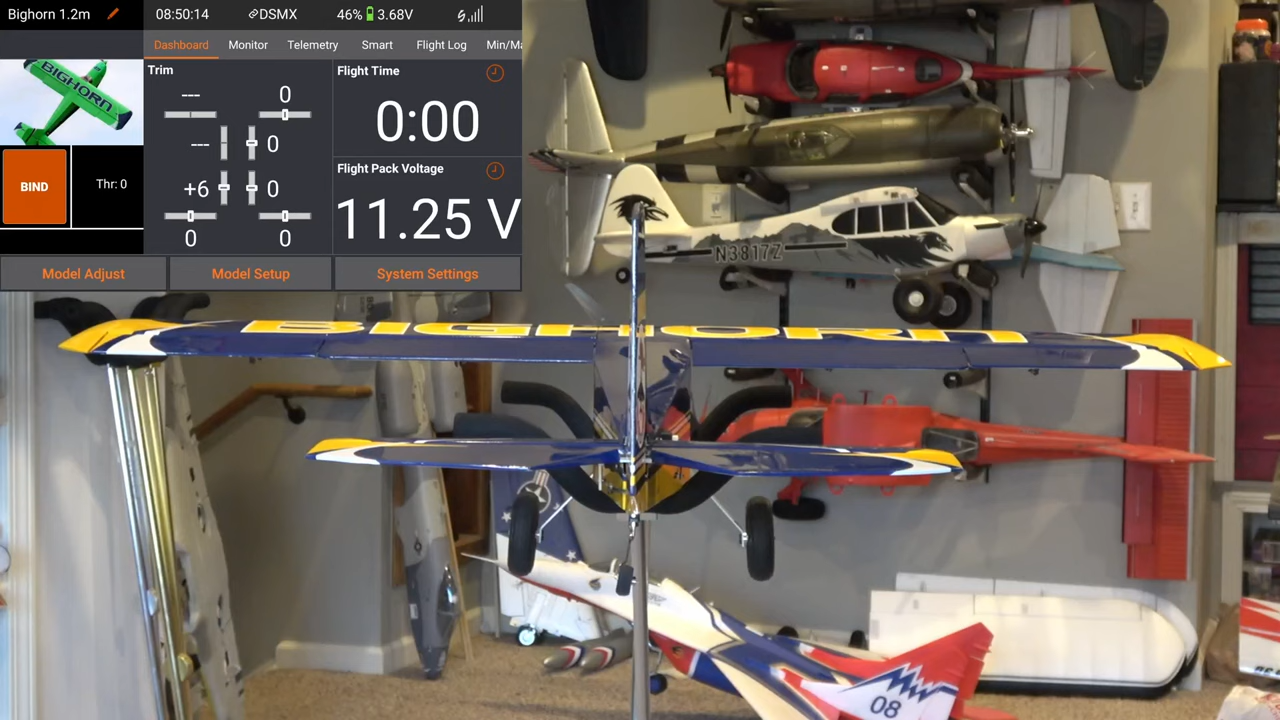 Bighorn 1.2m
08:50:14
DSMX
46%
3.68V
Dashboard
Monitor
Telemetry
Smart
Flight Log
Min/Ma
BIGHORN
BIND
Thr: 0
Trim
---
0
---
0
+6
0
0
0
Flight Time
0:00
Flight Pack Voltage
11.25 V
Model Adjust
Model Setup
System Settings
N3817Z
BIGHORN
08